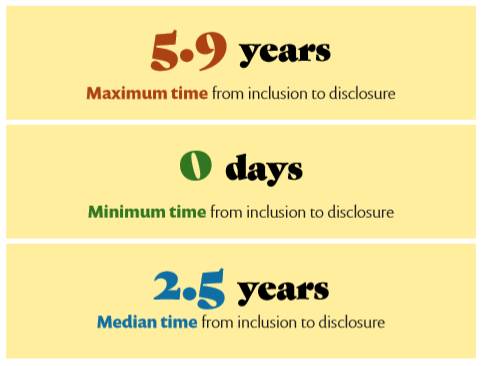 5.9 years
Maximum time from inclusion to disclosure
0 days
Minimum time from inclusion to disclosure
2.5 years
Median time from inclusion to disclosure